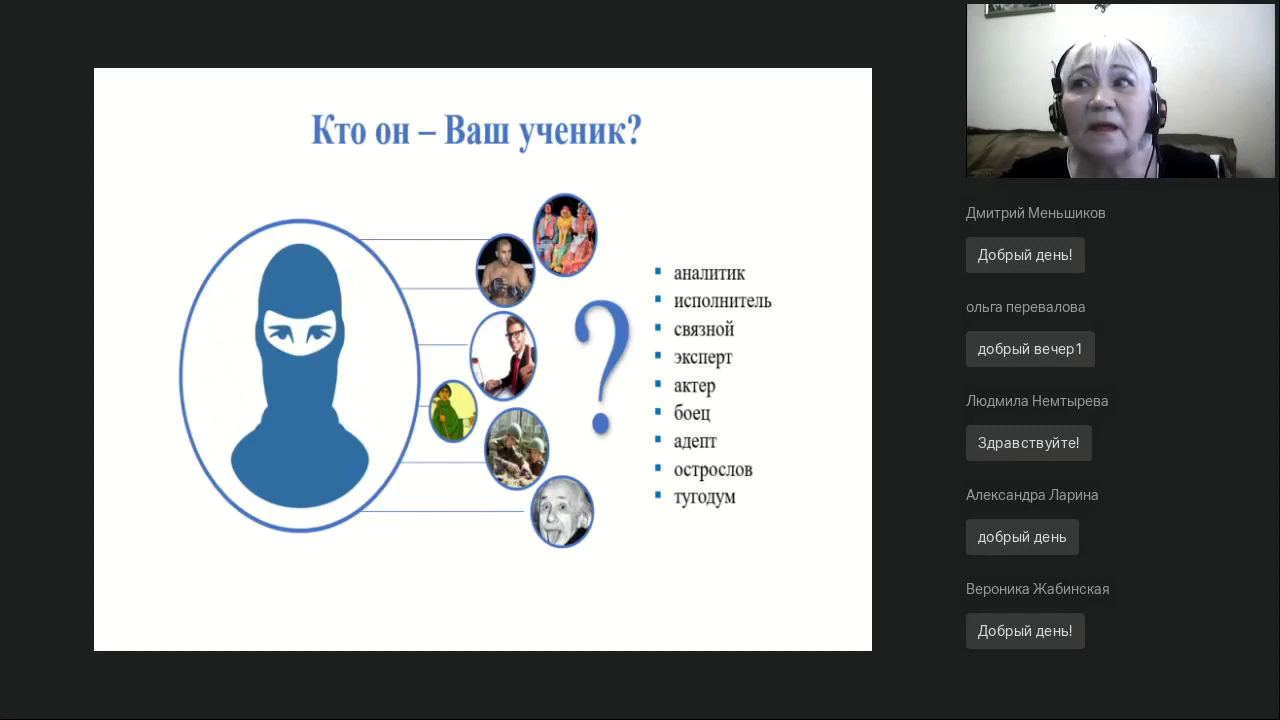 Кто он – Ваш ученик?
аналитик
исполнитель
связной
эксперт
актер
боец
адепт
острослов
тугодум
Дмитрий Меньшиков
Добрый день!
ольга перевалова
добрый вечер1
Людмила Немтырева
Здравствуйте!
Александра Ларина
добрый день
Вероника Жабинская
Добрый день!